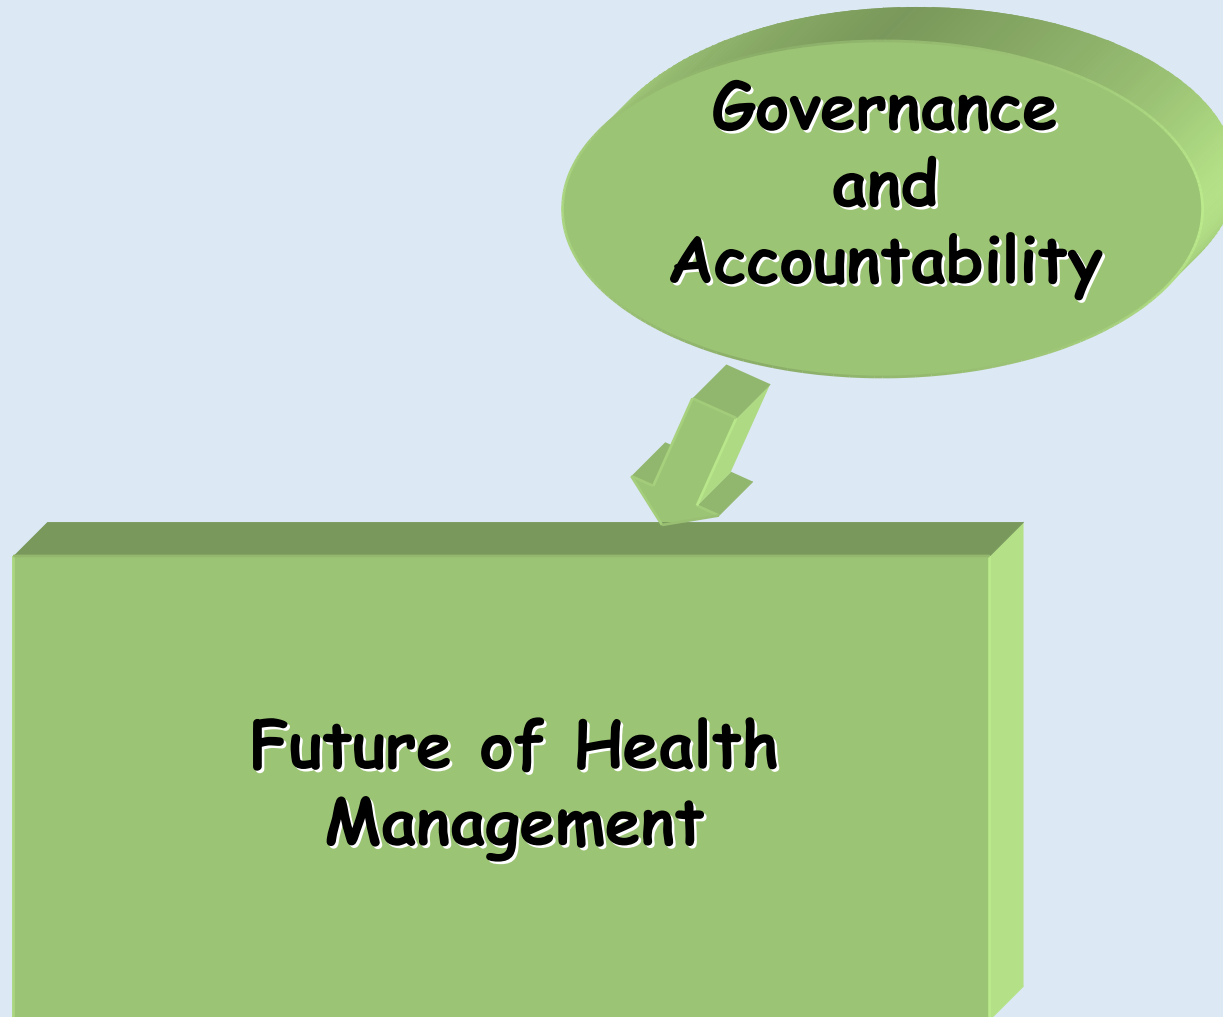 Governance
and
Accountability
Future of Health
Management